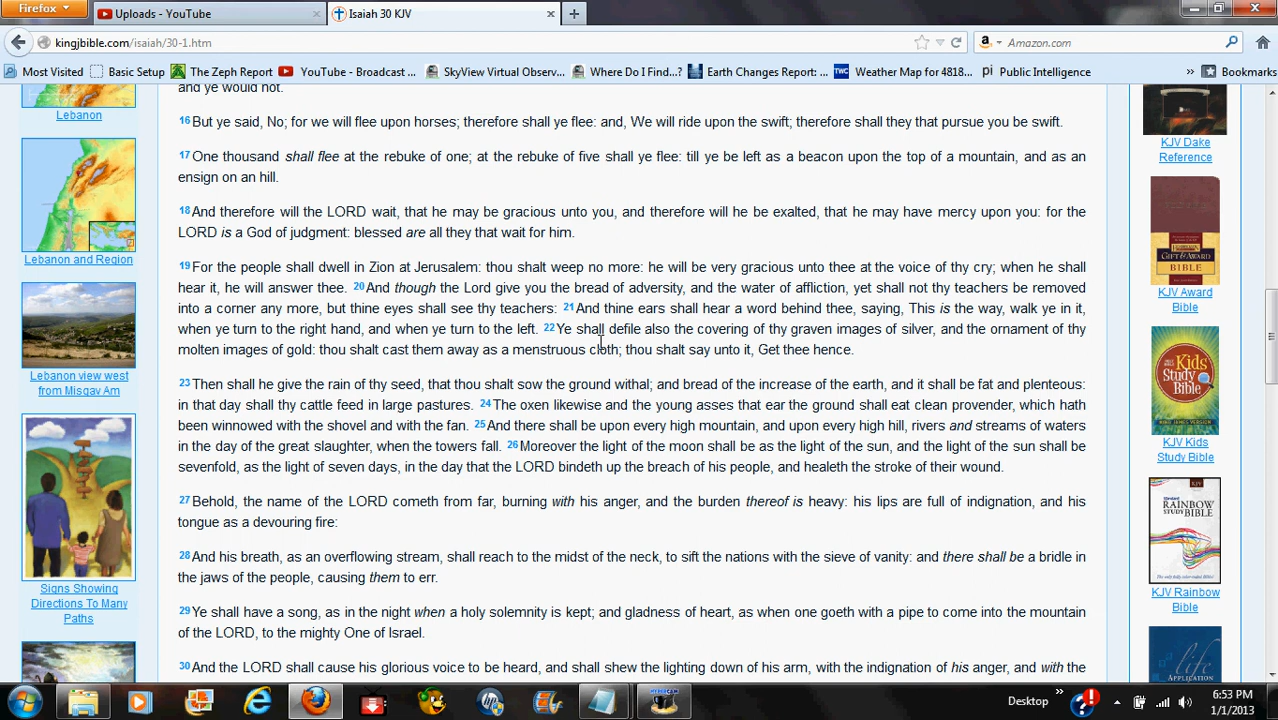 Firefox
Uploads - YouTube
Isaiah 30 KJV
kingjbible.com/isaiah/30-1.htm
Amazon.com
Most Visited
Basic Setup
The Zeph Report
YouTube - Broadcast ...
SkyView Virtual Observ...
Where Do I Find...?
Earth Changes Report: ...
TWC
Weather Map for 4818...
pi Public Intelligence
»
Bookmarks
and ye would not.
16 But ye said, No; for we will flee upon horses; therefore shall ye flee: and, We will ride upon the swift; therefore shall they that pursue you be swift.
17 One thousand shall flee at the rebuke of one; at the rebuke of five shall ye flee: till ye be left as a beacon upon the top of a mountain, and as an
ensign on an hill.
18 And therefore will the LORD wait, that he may be gracious unto you, and therefore will he be exalted, that he may have mercy upon you: for the
LORD is a God of judgment: blessed are all they that wait for him.
19 For the people shall dwell in Zion at Jerusalem: thou shalt weep no more: he will be very gracious unto thee at the voice of thy cry; when he shall
hear it, he will answer thee. 20 And though the Lord give you the bread of adversity, and the water of affliction, yet shall not thy teachers be removed
into a corner any more, but thine eyes shall see thy teachers: 21 And thine ears shall hear a word behind thee, saying, This is the way, walk ye in it,
when ye turn to the right hand, and when ye turn to the left. 22 Ye shall defile also the covering of thy graven images of silver, and the ornament of thy
molten images of gold: thou shalt cast them away as a menstruous cloth; thou shalt say unto it, Get thee hence.
23 Then shall he give the rain of thy seed, that thou shalt sow the ground withal; and bread of the increase of the earth, and it shall be fat and plenteous:
in that day shall thy cattle feed in large pastures. 24 The oxen likewise and the young asses that ear the ground shall eat clean provender, which hath
been winnowed with the shovel and with the fan. 25 And there shall be upon every high mountain, and upon every high hill, rivers and streams of waters
in the day of the great slaughter, when the towers fall. 26 Moreover the light of the moon shall be as the light of the sun, and the light of the sun shall be
sevenfold, as the light of seven days, in the day that the LORD bindeth up the breach of his people, and healeth the stroke of their wound.
27 Behold, the name of the LORD cometh from far, burning with his anger, and the burden thereof is heavy: his lips are full of indignation, and his
tongue as a devouring fire:
28 And his breath, as an overflowing stream, shall reach to the midst of the neck, to sift the nations with the sieve of vanity: and there shall be a bridle in
the jaws of the people, causing them to err.
29 Ye shall have a song, as in the night when a holy solemnity is kept; and gladness of heart, as when one goeth with a pipe to come into the mountain
of the LORD, to the mighty One of Israel.
30 And the LORD shall cause his glorious voice to be heard, and shall shew the lighting down of his arm, with the indignation of his anger, and with the
Lebanon
Lebanon and Region
Lebanon view west
from Misgav Am
Signs Showing
Directions To Many
Paths
KJV Dake
Reference
GIFT & AWARD
BIBLE
KJV Award
Bible
Kids
Study Bible
KJV Kids
Study Bible
RAINBOW
STUDY BIBLE
KJV Rainbow
Bible
life
APPLICATION
Desktop
»
6:53 PM
1/1/2013